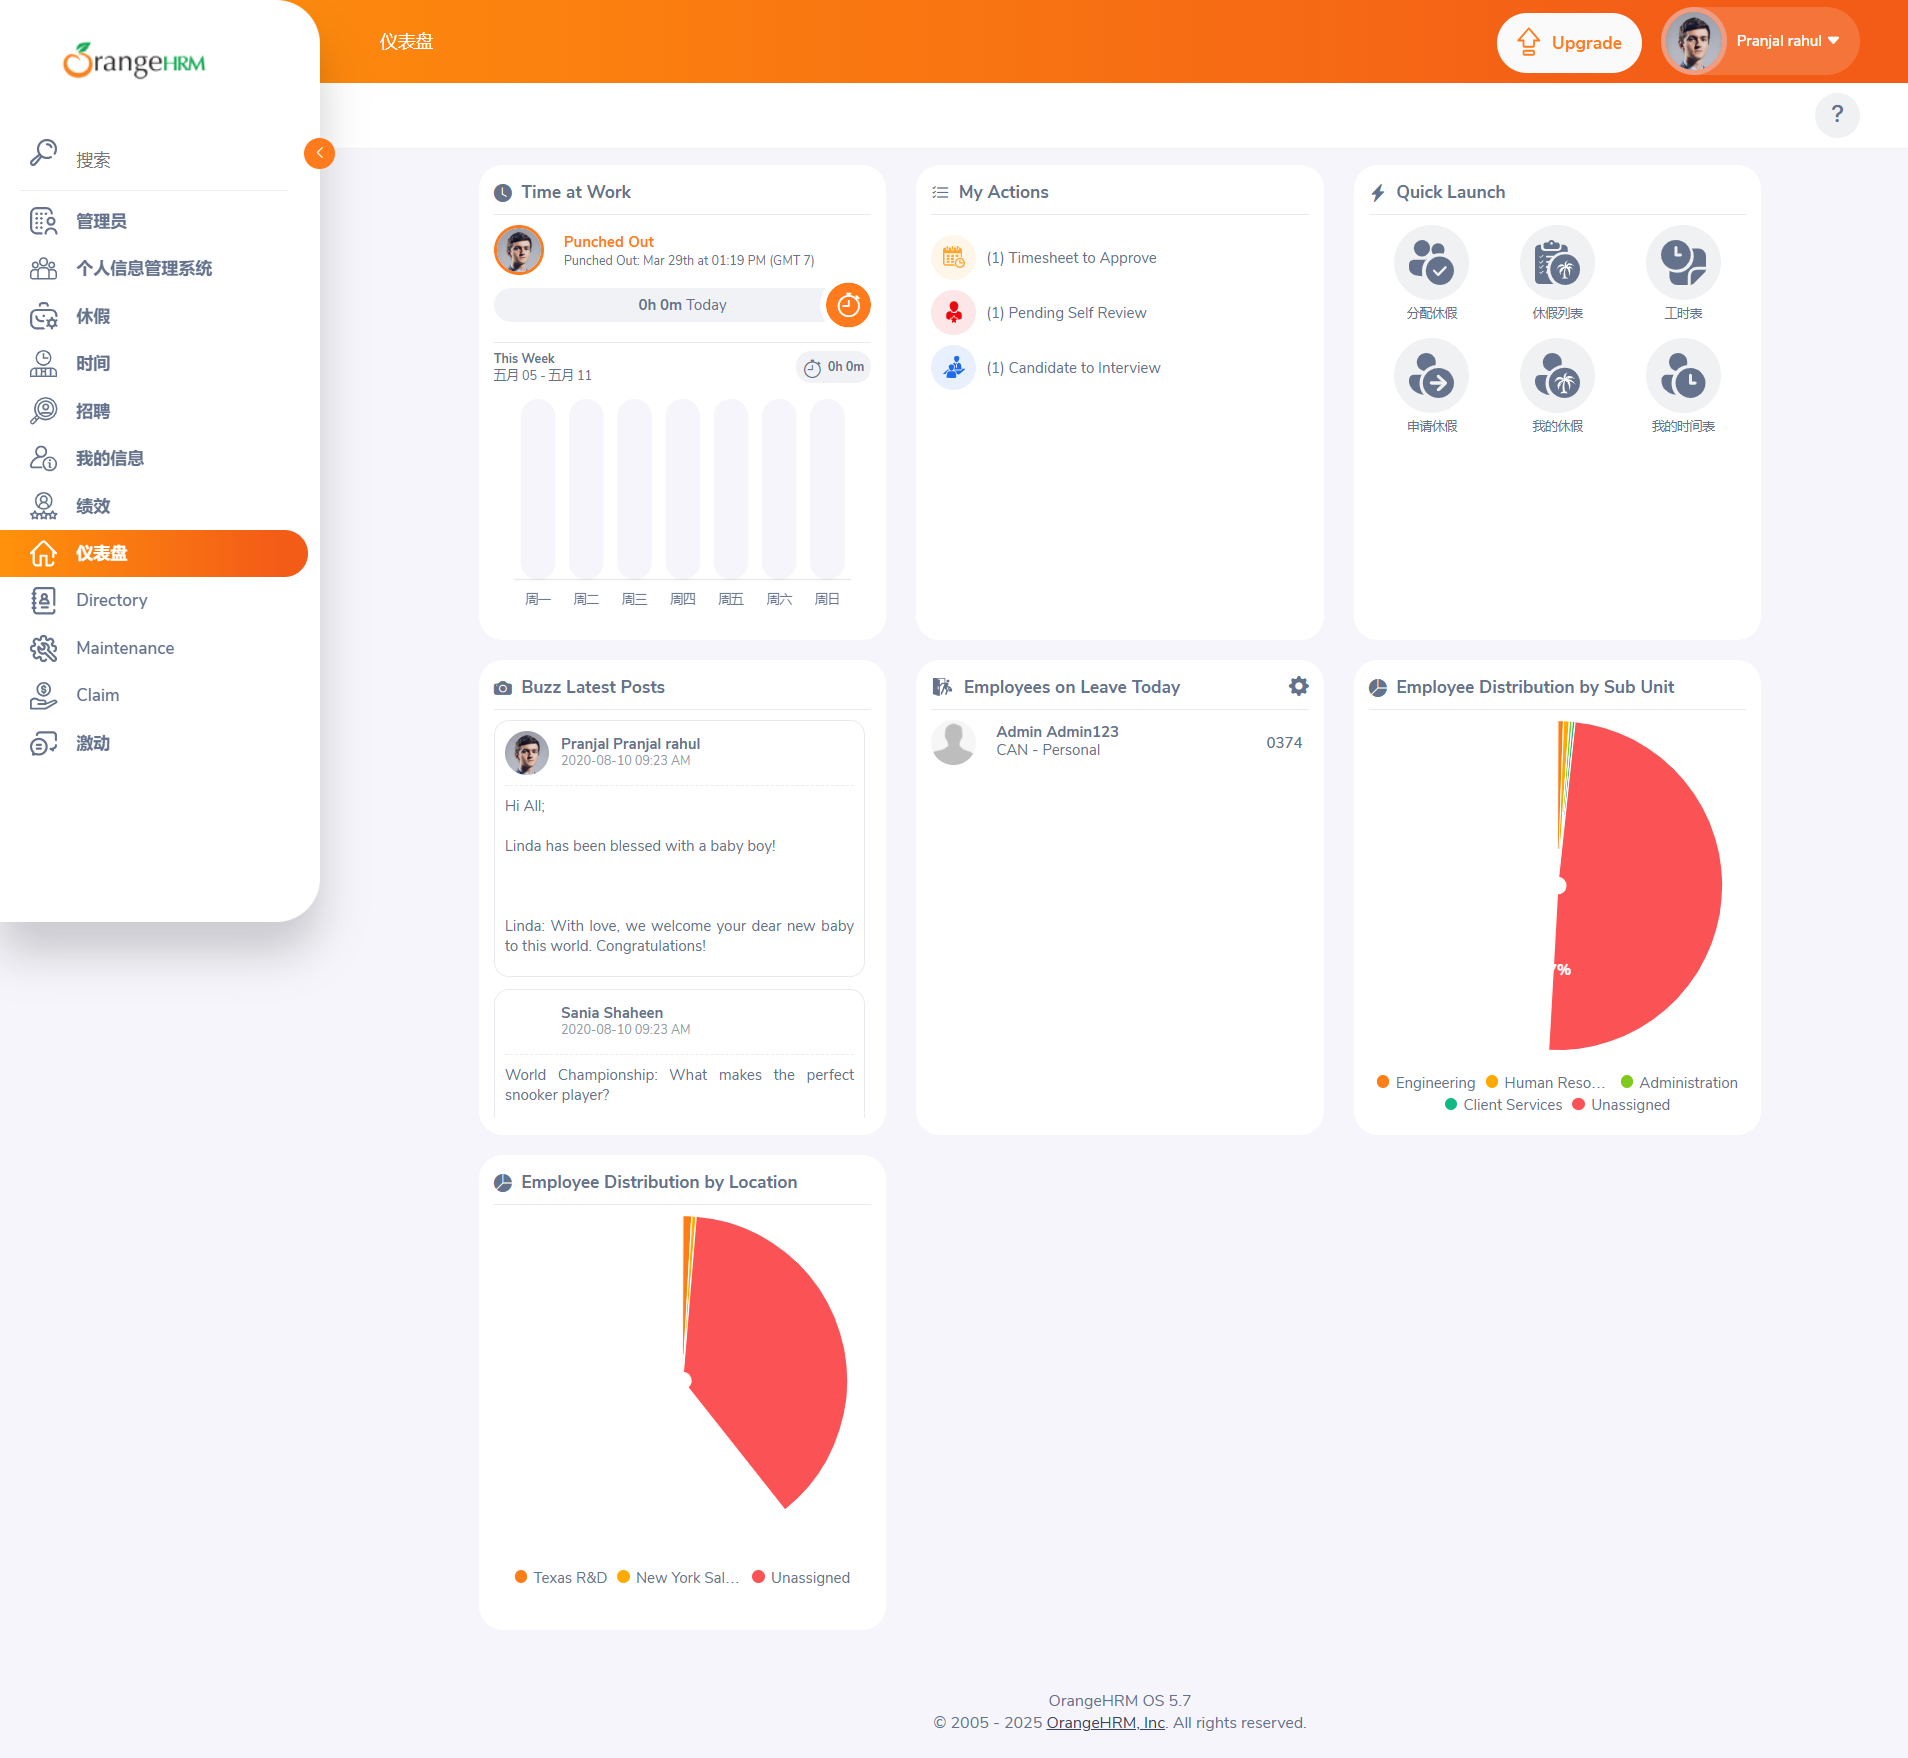 OrangeHRM
搜索
管理员
个人信息管理系统
休假
时间
招聘
我的信息
绩效
仪表盘
Directory
Maintenance
Claim
激动
仪表盘
Upgrade
Pranjal rahul
?
Time at Work
Punched Out
Punched Out: Mar 29th at 01:19 PM (GMT 7)
0h 0m Today
This Week
五月 05 - 五月 11
0h 0m
周一 周二 周三 周四 周五 周六 周日
My Actions
(1) Timesheet to Approve
(1) Pending Self Review
(1) Candidate to Interview
Quick Launch
分配休假 休假列表 工时表
申请休假 我的休假 我的时间表
Buzz Latest Posts
Pranjal Pranjal rahul
2020-08-10 09:23 AM
Hi All;
Linda has been blessed with a baby boy!
Linda: With love, we welcome your dear new baby
to this world. Congratulations!
Sania Shaheen
2020-08-10 09:23 AM
World Championship: What makes the perfect
snooker player?
Employees on Leave Today
Admin Admin123
CAN - Personal
0374
Employee Distribution by Sub Unit
7%
Engineering Human Reso... Administration
Client Services Unassigned
Employee Distribution by Location
Texas R&D New York Sal... Unassigned
OrangeHRM OS 5.7
© 2005 - 2025 OrangeHRM, Inc. All rights reserved.